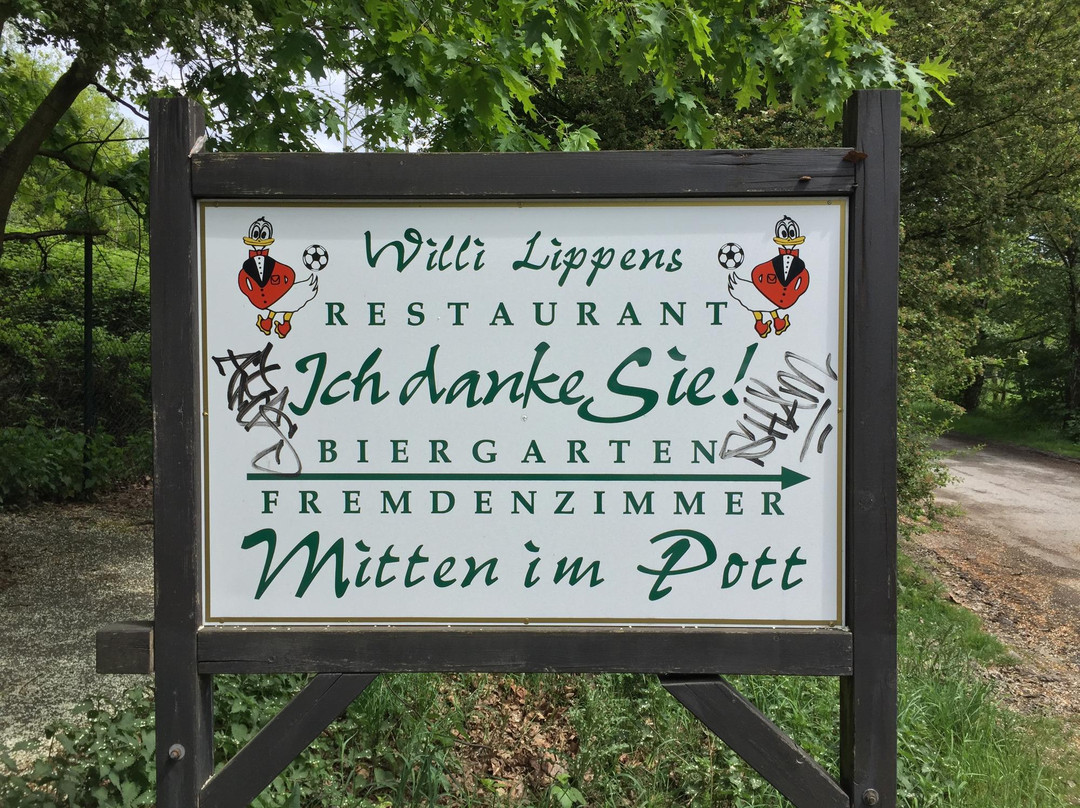 Willi Lippens
RESTAURANT
Ich danke Sie!
BIERGARTEN
FREMDENZIMMER
Mitten im Pott